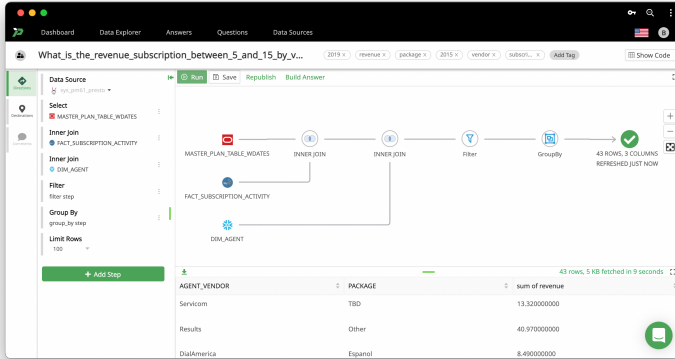 Dashboard
Data Explorer
Answers
Questions
Data Sources
B
What_is_the_revenue_subscription_between_5_and_15_by_v...
2019 ×
revenue ×
package ×
2015 ×
vendor ×
subscri... ×
Add Tag
Show Code
Directions
Destinations
Comments
Data Source
Select
MASTER_PLAN_TABLE_WDATES
Inner Join
FACT_SUBSCRIPTION_ACTIVITY
Inner Join
DIM_AGENT
Filter
filter step
Group By
group_by step
Limit Rows
100
+ Add Step
Run
Save
Republish
Build Answer
MASTER_PLAN_TABLE_WDATES
INNER JOIN
INNER JOIN
Filter
GroupBy
43 ROWS, 3 COLUMNS
REFRESHED JUST NOW
FACT_SUBSCRIPTION_ACTIVITY
DIM_AGENT
43 rows, 5 KB fetched in 9 seconds
AGENT_VENDOR
PACKAGE
sum of revenue
Servicom
TBD
13.320000000
Results
Other
40.970000000
DialAmerica
Espanol
8.490000000